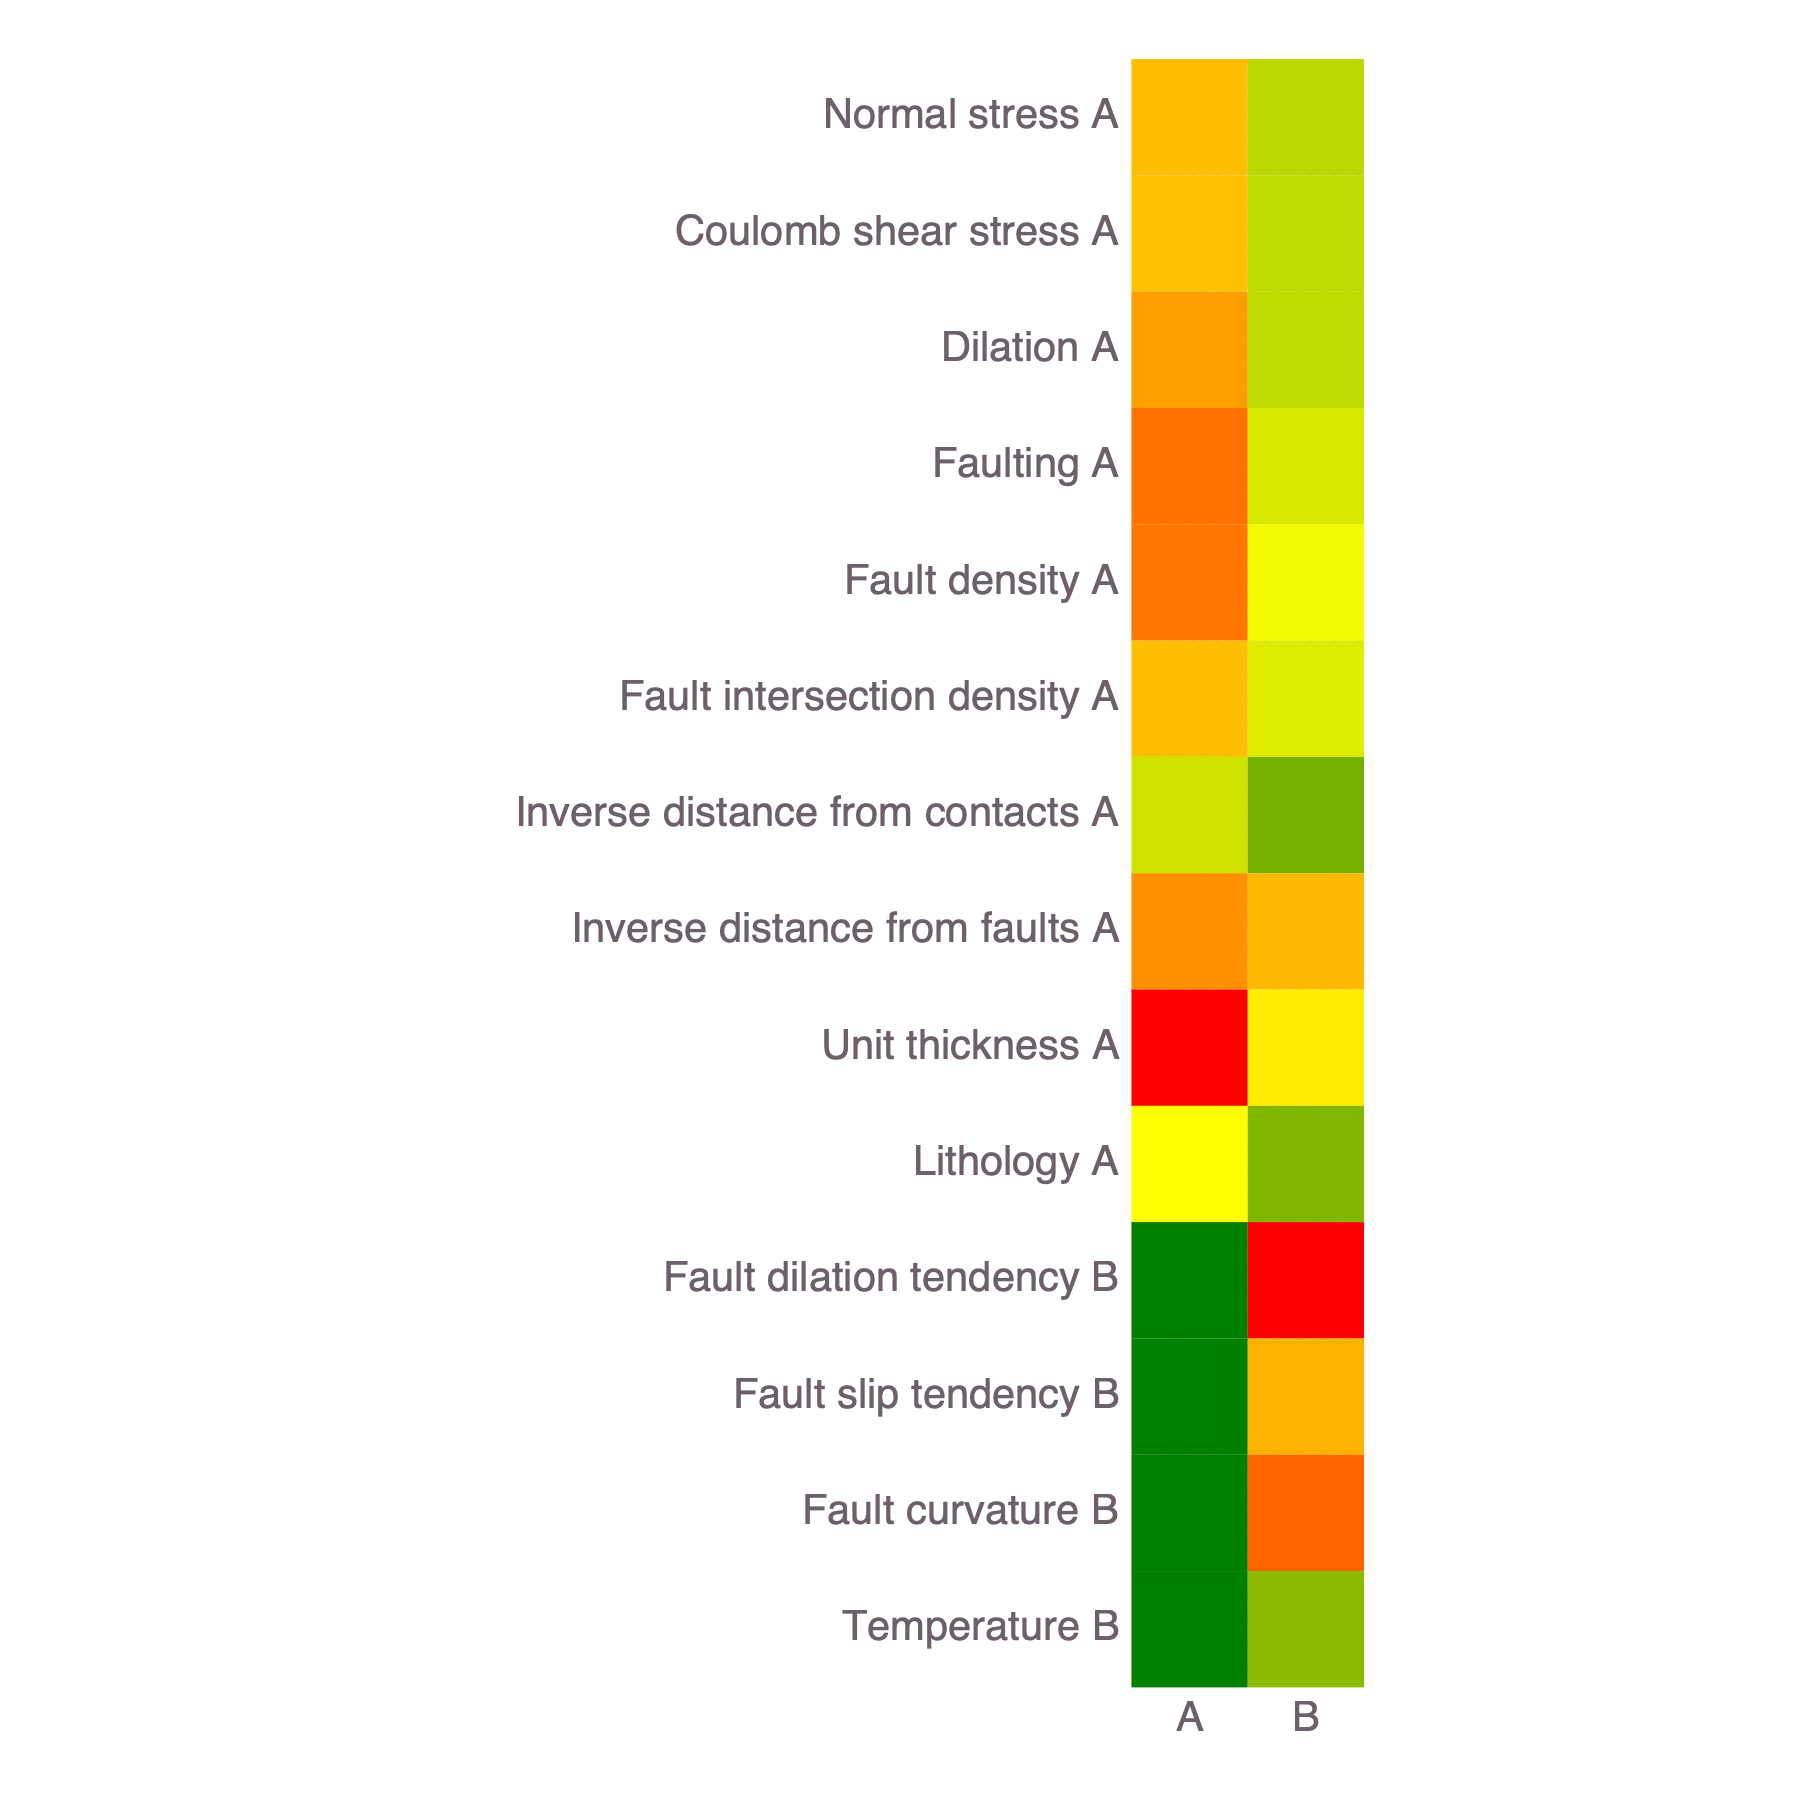 Normal stress A
Coulomb shear stress A
Dilation A
Faulting A
Fault density A
Fault intersection density A
Inverse distance from contacts A
Inverse distance from faults A
Unit thickness A
Lithology A
Fault dilation tendency B
Fault slip tendency B
Fault curvature B
Temperature B
A B